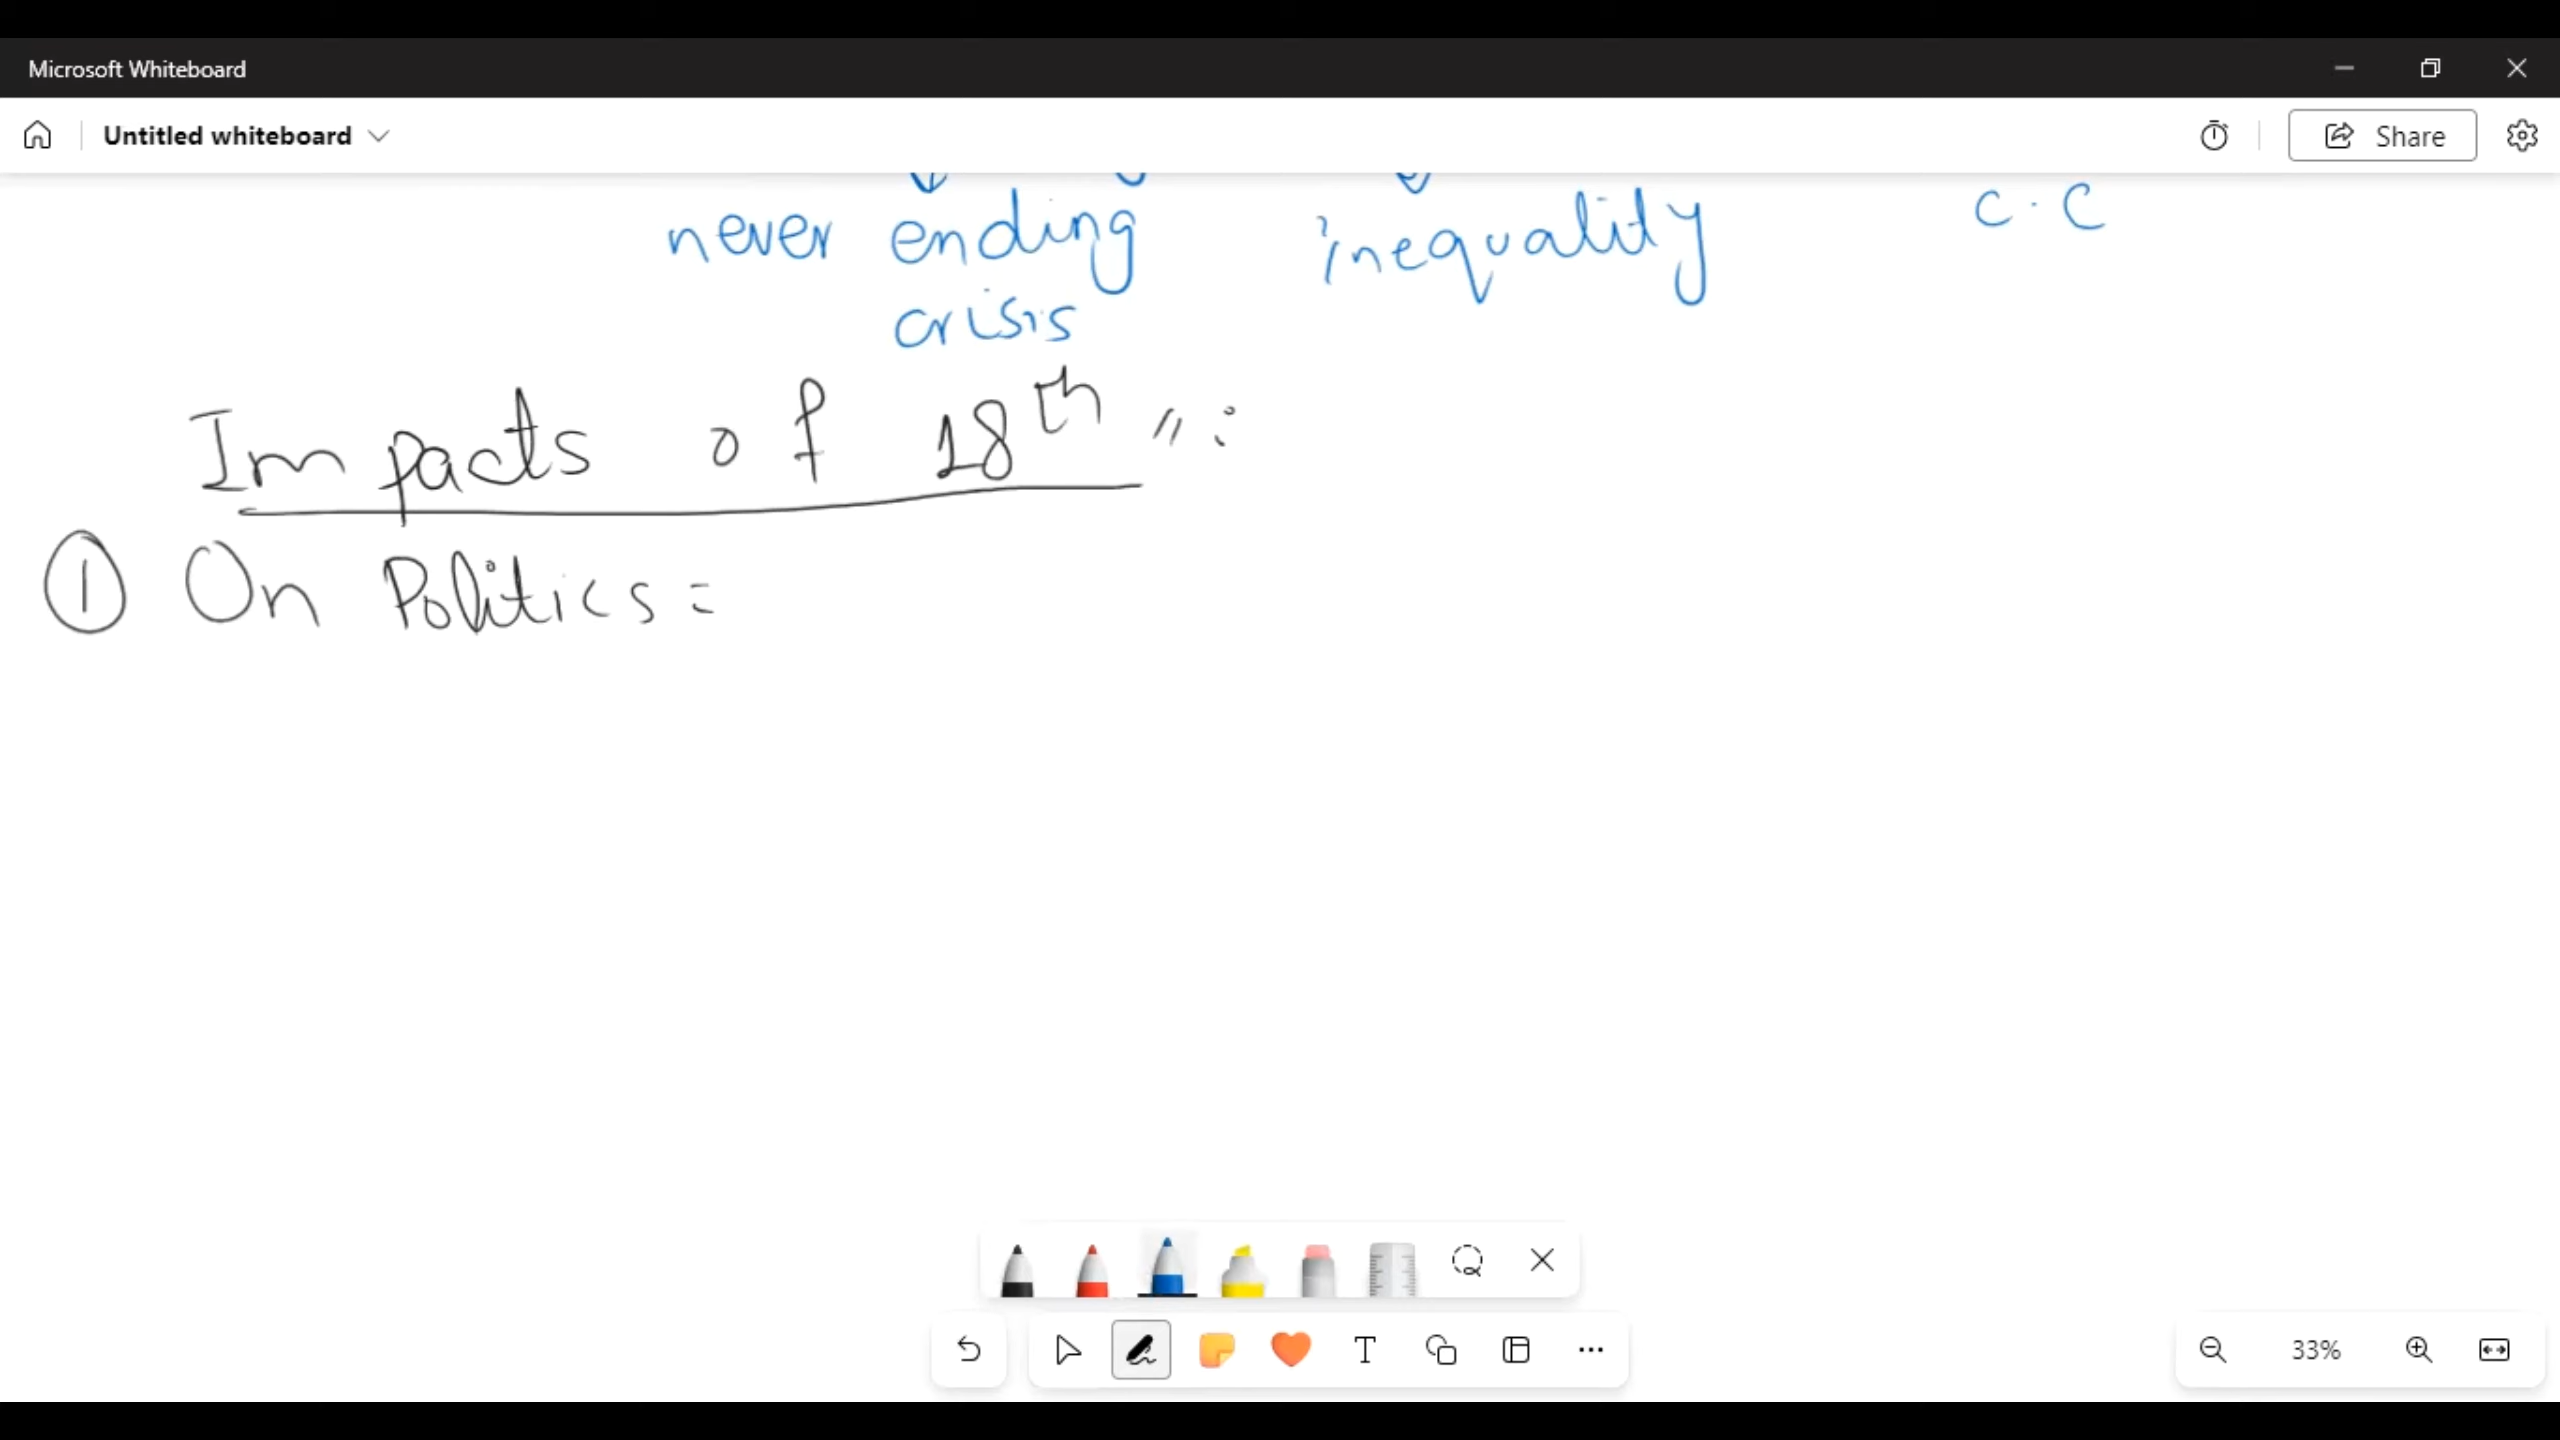 Microsoft Whiteboard
Untitled whiteboard
Share
never ending inequality C.C
crisis
Impacts of 18th " :
① On Politics =
T
33%